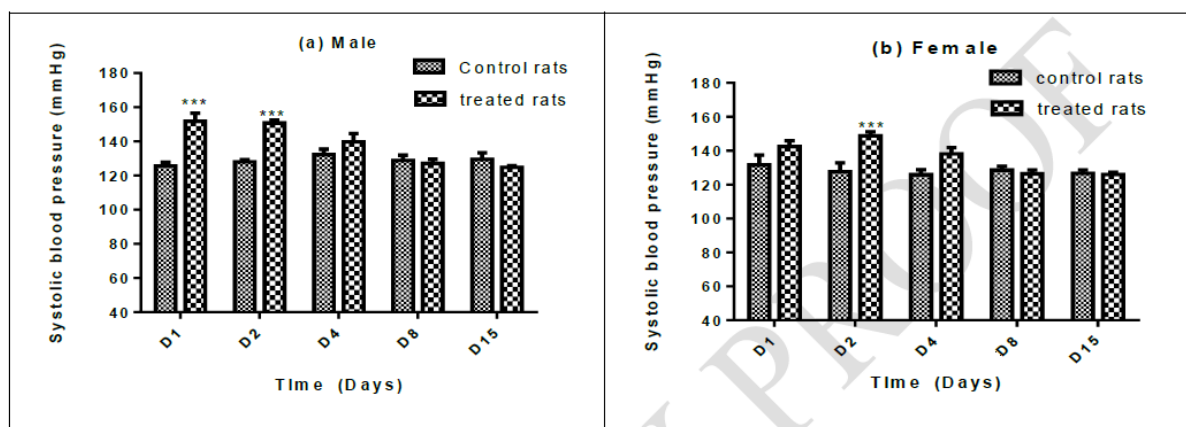 (a) Male
Control rats
treated rats
Systolic blood pressure (mmHg)
180
160
140
120
100
80
60
40
***
***
D1
D2
D4
D8
D15
TIme (Days)
(b) Female
control rats
treated rats
Systolic blood pressure (mmHg)
180
160
140
120
100
80
60
40
***
D1
D2
D4
D8
D15
TIme (Days)
PROOF